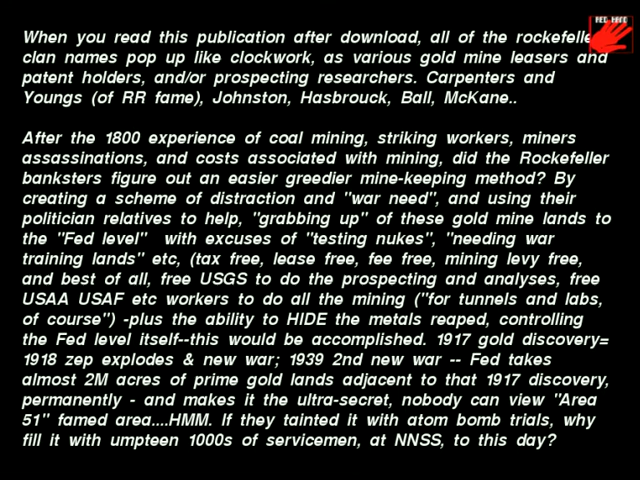 RED HAND
When you read this publication after download, all of the rockefeller
clan names pop up like clockwork, as various gold mine leasers and
patent holders, and/or prospecting researchers. Carpenters and
Youngs (of RR fame), Johnston, Hasbrouck, Ball, McKane..
After the 1800 experience of coal mining, striking workers, miners
assassinations, and costs associated with mining, did the Rockefeller
banksters figure out an easier greedier mine-keeping method? By
creating a scheme of distraction and "war need", and using their
politician relatives to help, "grabbing up" of these gold mine lands to
the "Fed level" with excuses of "testing nukes", "needing war
training lands" etc, (tax free, lease free, fee free, mining levy free,
and best of all, free USGS to do the prospecting and analyses, free
USAA USAF etc workers to do all the mining ("for tunnels and labs,
of course") -plus the ability to HIDE the metals reaped, controlling
the Fed level itself--this would be accomplished. 1917 gold discovery=
1918 zep explodes & new war; 1939 2nd new war -- Fed takes
almost 2M acres of prime gold lands adjacent to that 1917 discovery,
permanently - and makes it the ultra-secret, nobody can view "Area
51" famed area....HMM. If they tainted it with atom bomb trials, why
fill it with umpteen 1000s of servicemen, at NNSS, to this day?